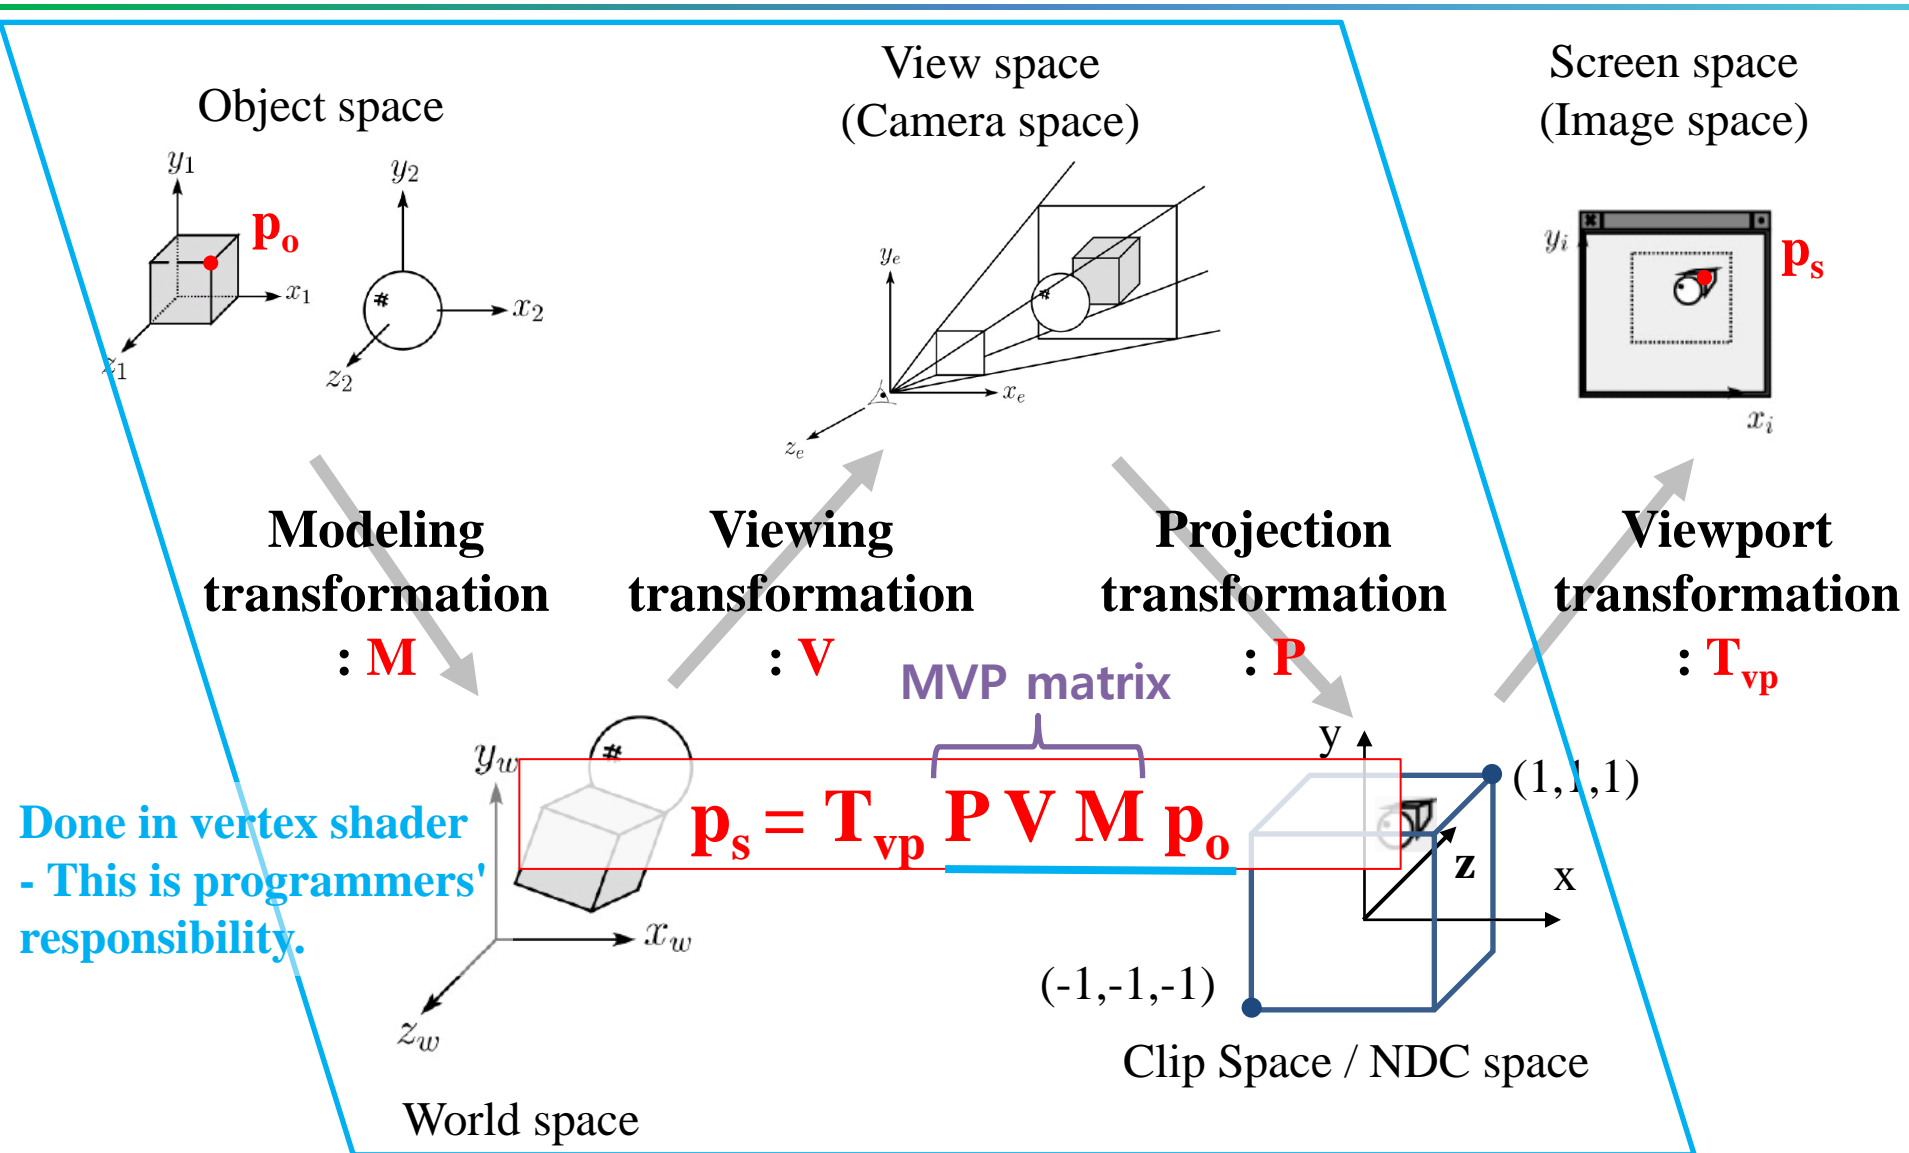 Object space
View space
(Camera space)
Screen space
(Image space)
y₁
pₒ
x₁
z₁
y₂
#
x₂
z₂
yₑ
#
xₑ
zₑ
yᵢ
pₛ
xᵢ
Modeling
transformation
: M
Viewing
transformation
: V
Projection
transformation
: P
Viewport
transformation
: Tᵥₚ
MVP matrix
pₛ = Tᵥₚ P V M pₒ
Done in vertex shader
- This is programmers'
responsibility.
y_w
#
x_w
z_w
World space
y
(1,1,1)
z
x
(-1,-1,-1)
Clip Space / NDC space